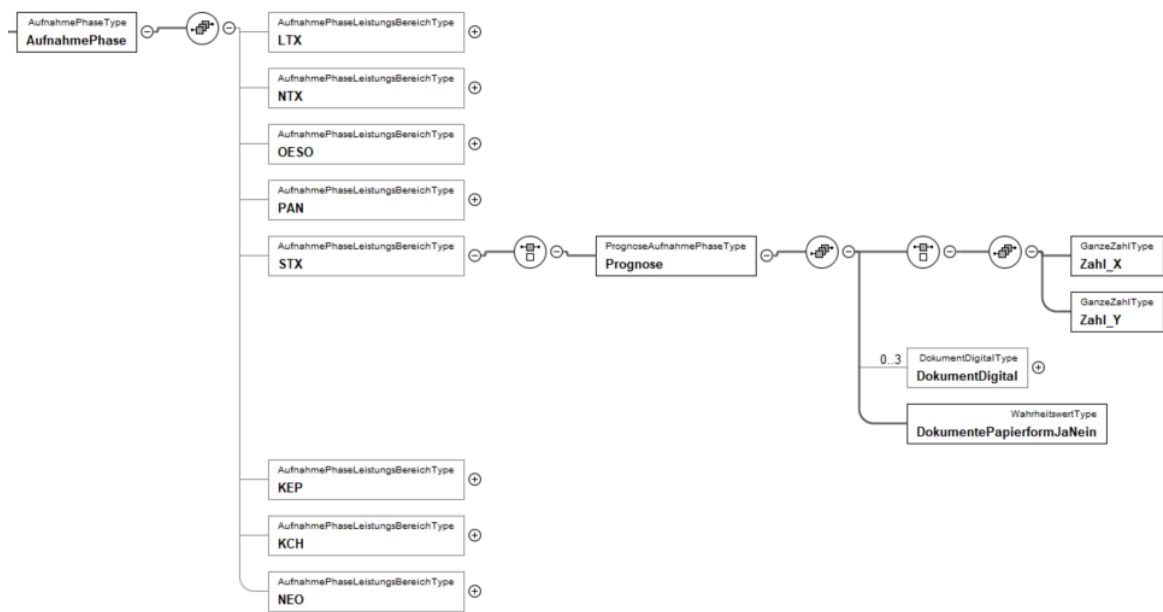 AufnahmePhaseType
AufnahmePhase
AufnahmePhaseLeistungsBereichType
LTX
AufnahmePhaseLeistungsBereichType
NTX
AufnahmePhaseLeistungsBereichType
OESO
AufnahmePhaseLeistungsBereichType
PAN
AufnahmePhaseLeistungsBereichType
STX
PrognoseAufnahmePhaseType
Prognose
GanzeZahlType
Zahl_X
GanzeZahlType
Zahl_Y
0..3
DokumentDigitalType
DokumentDigital
WahrheitswertType
DokumentePapierformJaNein
AufnahmePhaseLeistungsBereichType
KEP
AufnahmePhaseLeistungsBereichType
KCH
AufnahmePhaseLeistungsBereichType
NEO